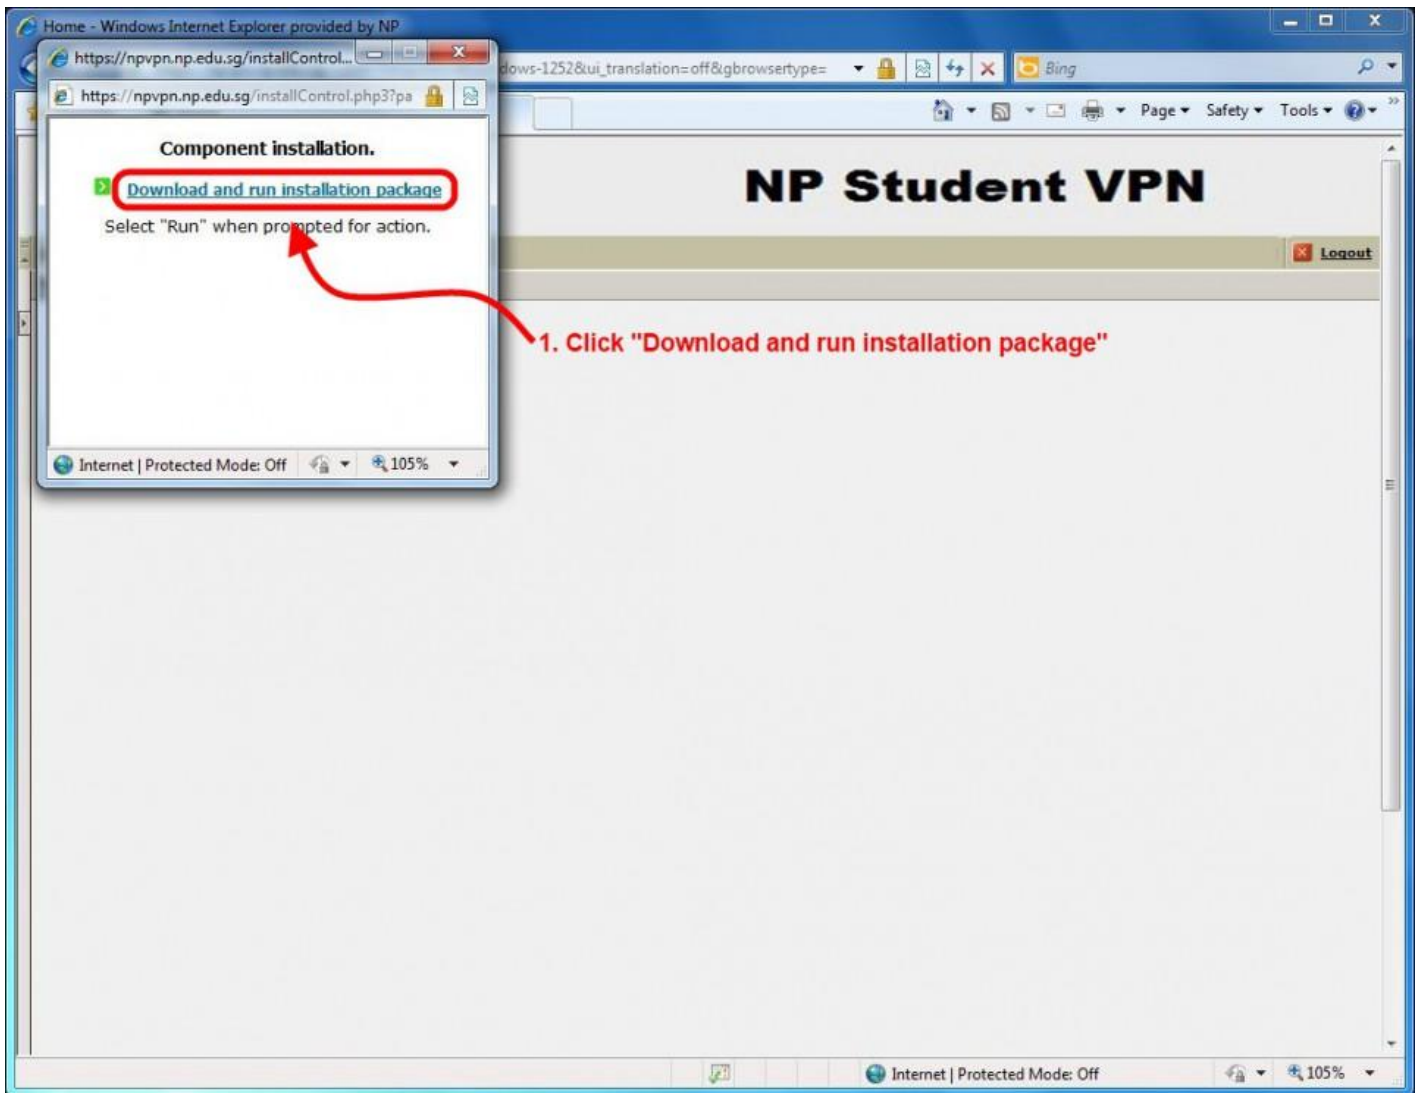 Home - Windows Internet Explorer provided by NP
https://npvpn.np.edu.sg/installControl...
dows-1252&ui_translation=off&gbrowsertype=
Bing
https://npvpn.np.edu.sg/installControl.php3?pa
Page
Safety
Tools
Component installation.
Download and run installation package
Select "Run" when prompted for action.
NP Student VPN
Logout
1. Click "Download and run installation package"
Internet | Protected Mode: Off
105%
Internet | Protected Mode: Off
105%